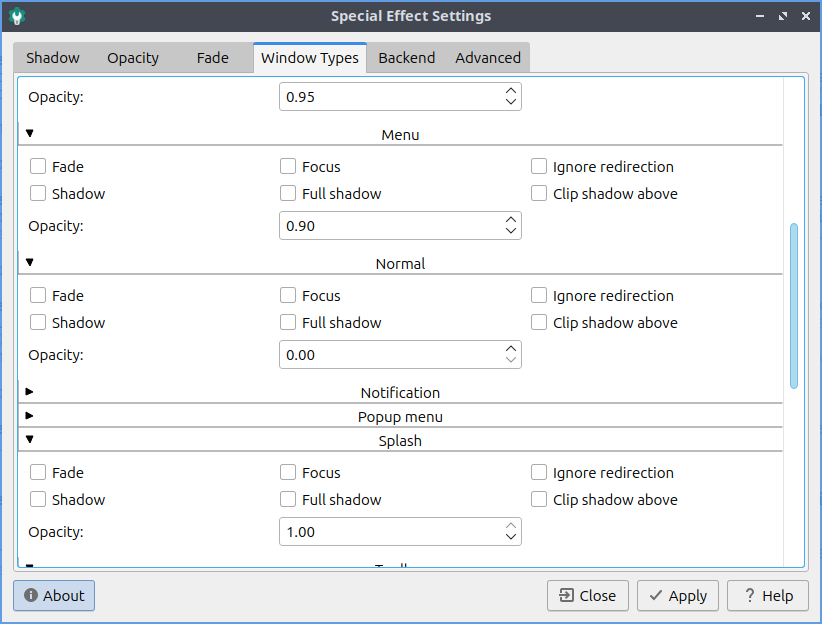 Special Effect Settings
Shadow Opacity Fade Window Types Backend Advanced
Opacity: 0.95
Menu
Fade Focus Ignore redirection
Shadow Full shadow Clip shadow above
Opacity: 0.90
Normal
Fade Focus Ignore redirection
Shadow Full shadow Clip shadow above
Opacity: 0.00
Notification
Popup menu
Splash
Fade Focus Ignore redirection
Shadow Full shadow Clip shadow above
Opacity: 1.00
About Close Apply ? Help